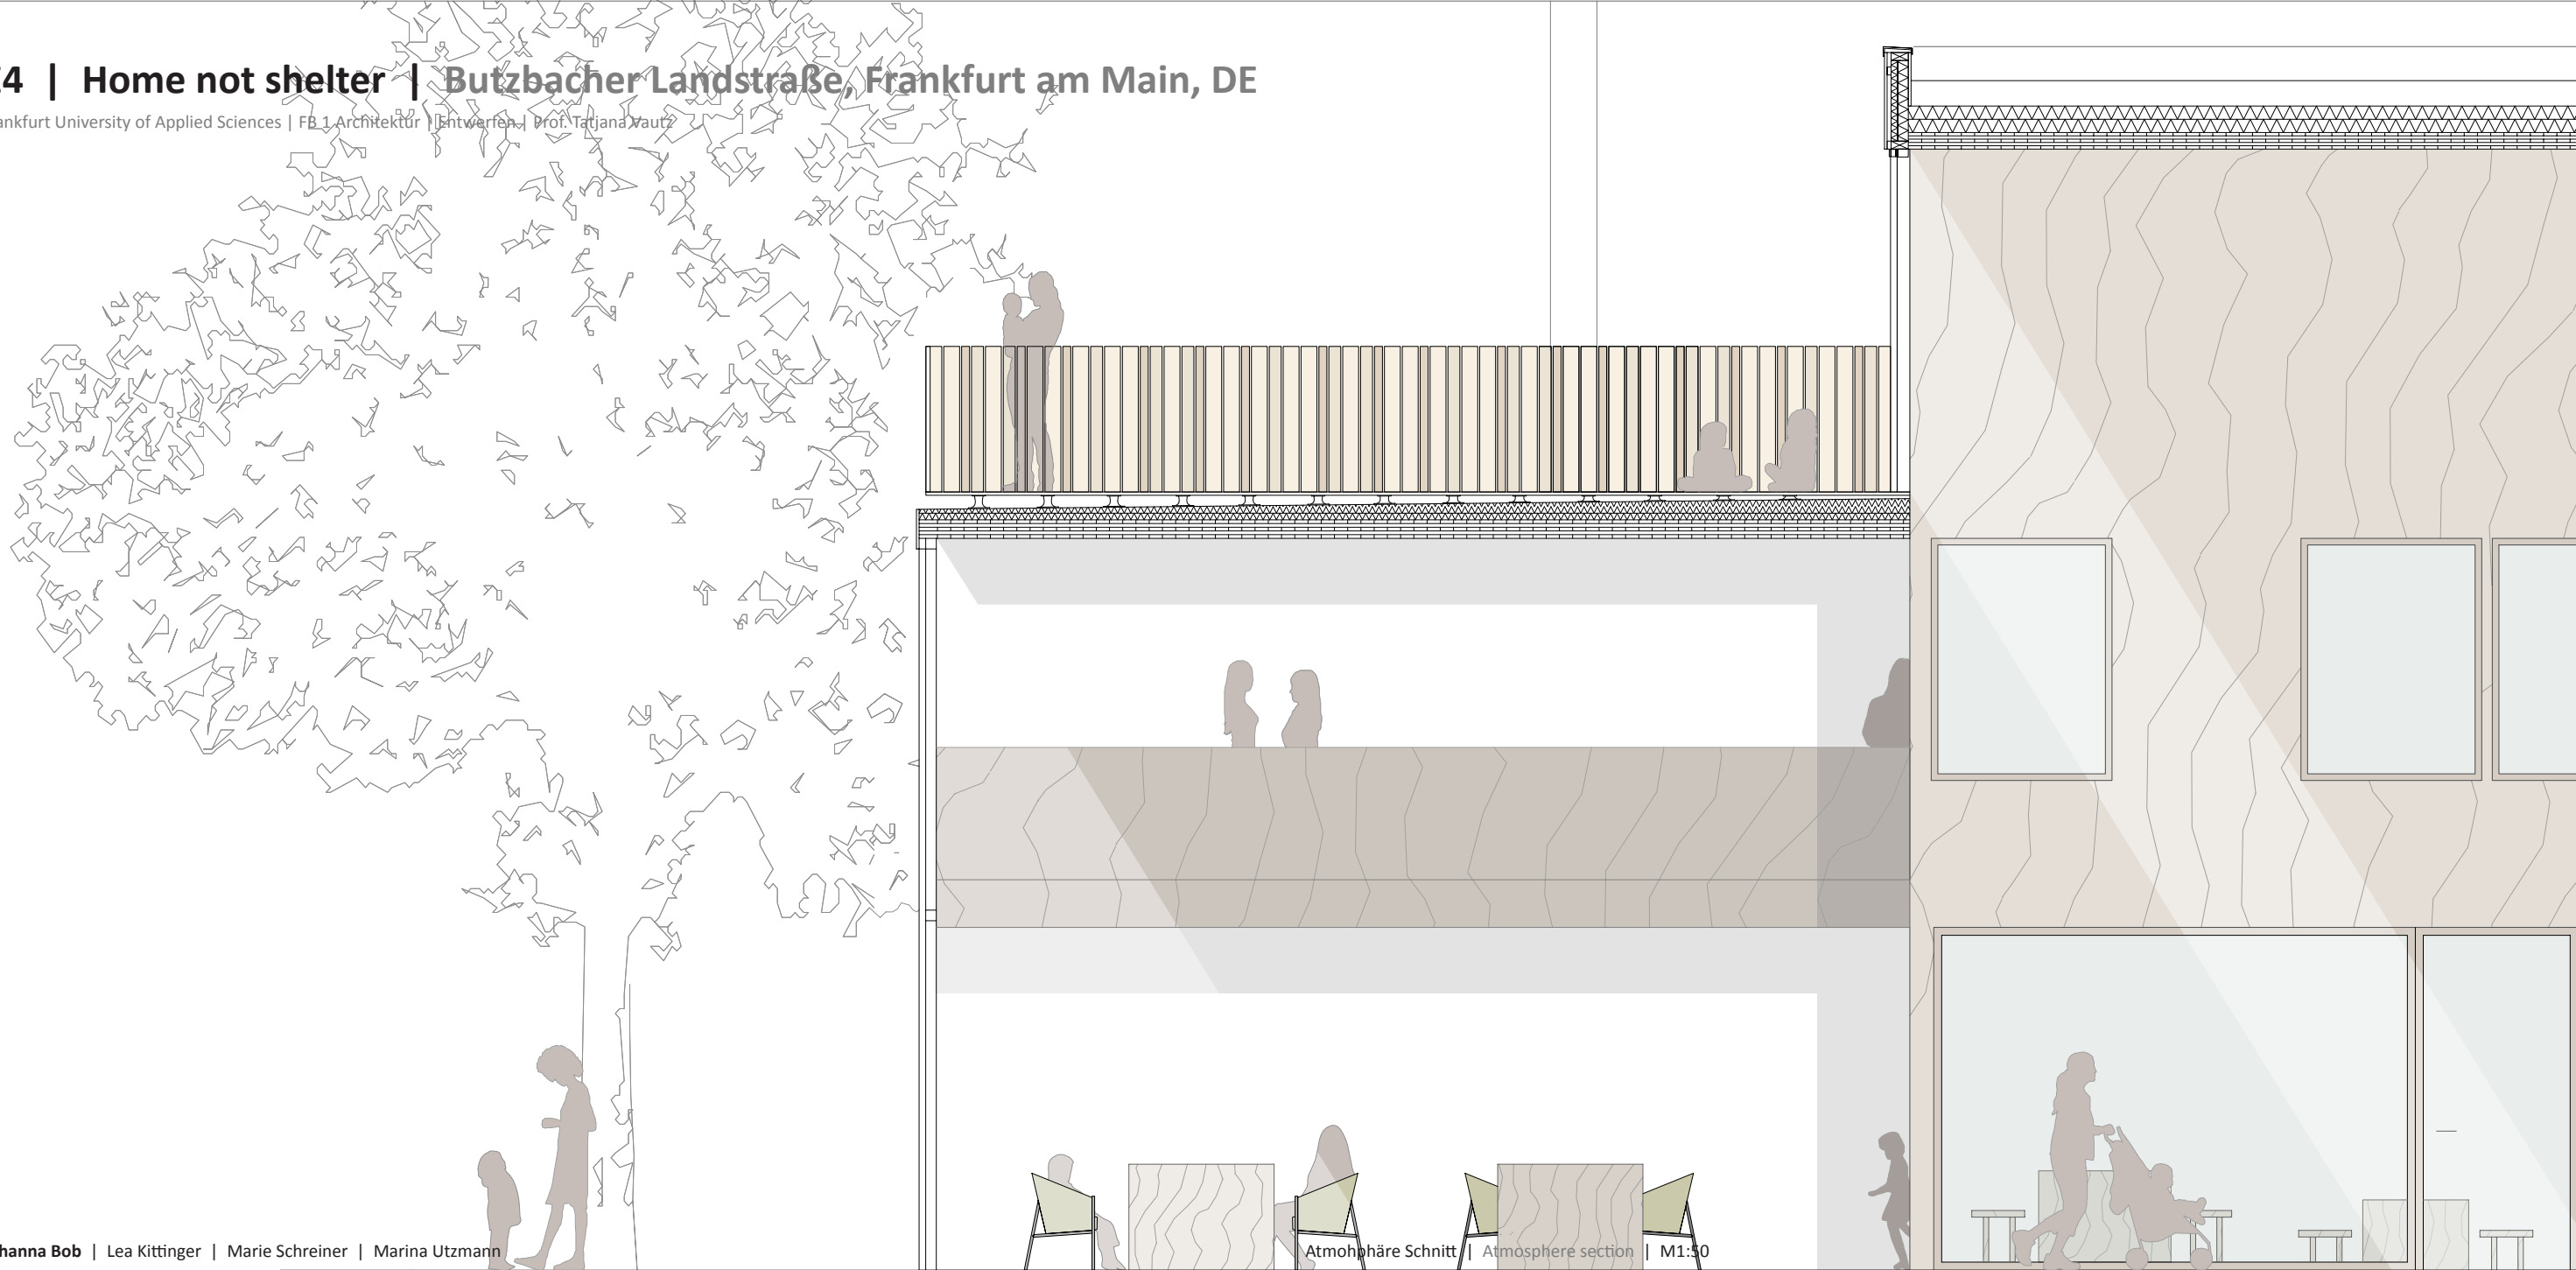 4 | Home not shelter | Butzbacher Landstraße, Frankfurt am Main, DE
ankfurt University of Applied Sciences | FB 1 Architektur | Entwerfen | Prof. Tatjana Vautz
hanna Bob | Lea Kittinger | Marie Schreiner | Marina Utzmann
Atmohphäre Schnitt | Atmosphere section | M1:50